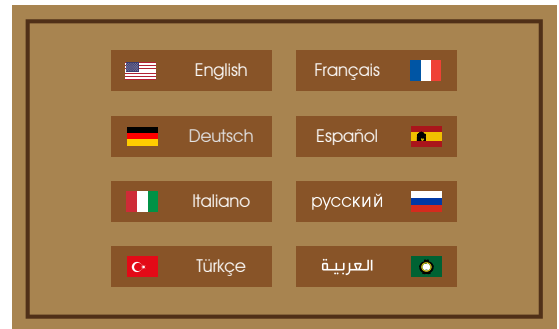 English
Français
Deutsch
Español
Italiano
русский
Türkçe
العربية